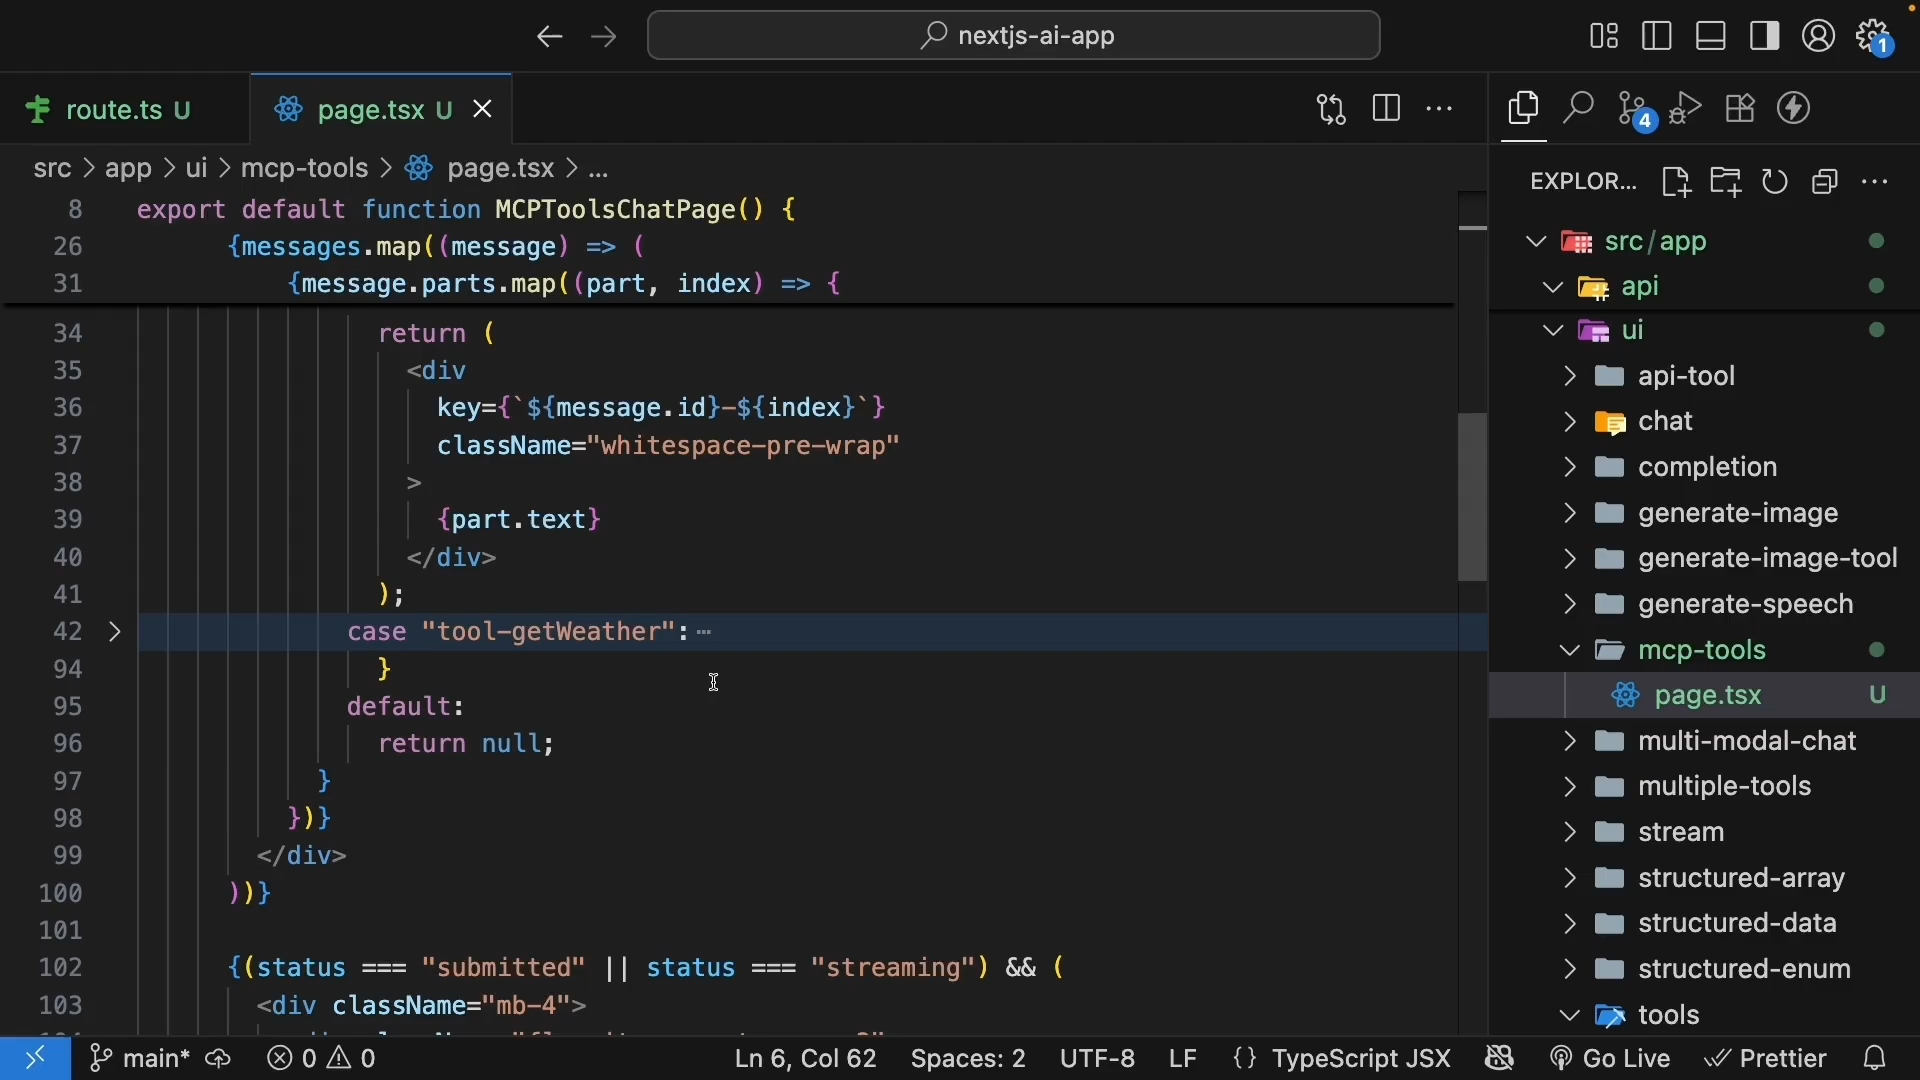 nextjs-ai-app
1
route.ts U
page.tsx U
4
src > app > ui > mcp-tools > page.tsx > ...
EXPLOR...
8 export default function MCPToolsChatPage() {
26 {messages.map((message) => (
31 {message.parts.map((part, index) => {
34 return (
35 <div
36 key={`${message.id}-${index}`}
37 className="whitespace-pre-wrap"
38 >
39 {part.text}
40 </div>
41 );
42 case "tool-getWeather": ⋯
94 }
95 default:
96 return null;
97 }
98 })}
99 </div>
100 ))}
101
102 {(status === "submitted" || status === "streaming") && (
103 <div className="mb-4">
src / app
api
ui
api-tool
chat
completion
generate-image
generate-image-tool
generate-speech
mcp-tools
page.tsx U
multi-modal-chat
multiple-tools
stream
structured-array
structured-data
structured-enum
tools
main* 0 0 Ln 6, Col 62 Spaces: 2 UTF-8 LF {} TypeScript JSX Go Live Prettier